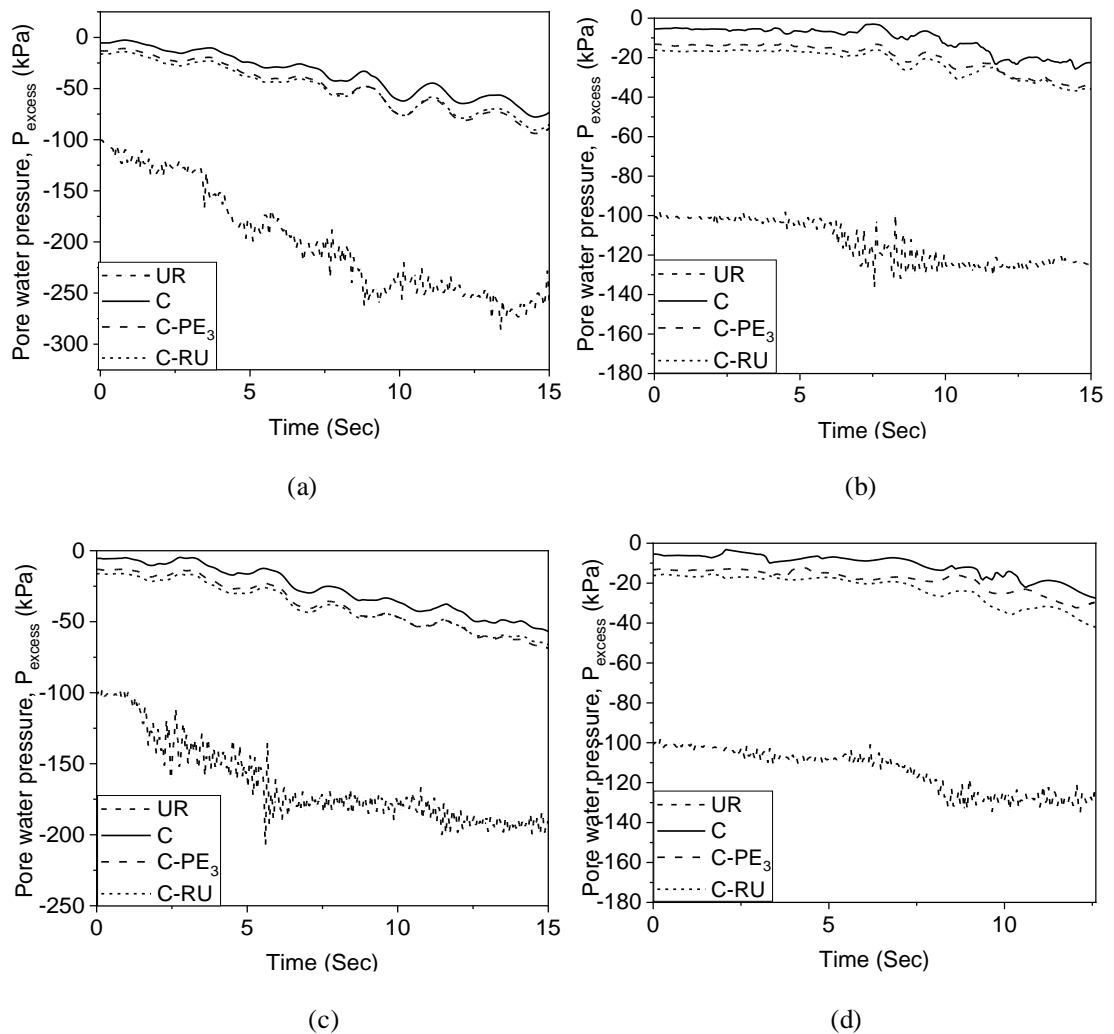 0
-50
-100
-150
-200
-250
-300
Pore water pressure, P_excess (kPa)
UR
C
C-PE₃
C-RU
0 5 10 15
Time (Sec)
(a)
0
-20
-40
-60
-80
-100
-120
-140
-160
-180
Pore water pressure, P_excess (kPa)
UR
C
C-PE₃
C-RU
0 5 10 15
Time (Sec)
(b)
0
-50
-100
-150
-200
-250
Pore water pressure, P_excess (kPa)
UR
C
C-PE₃
C-RU
0 5 10 15
Time (Sec)
(c)
0
-20
-40
-60
-80
-100
-120
-140
-160
-180
Pore water pressure, P_excess (kPa)
UR
C
C-PE₃
C-RU
0 5 10
Time (Sec)
(d)